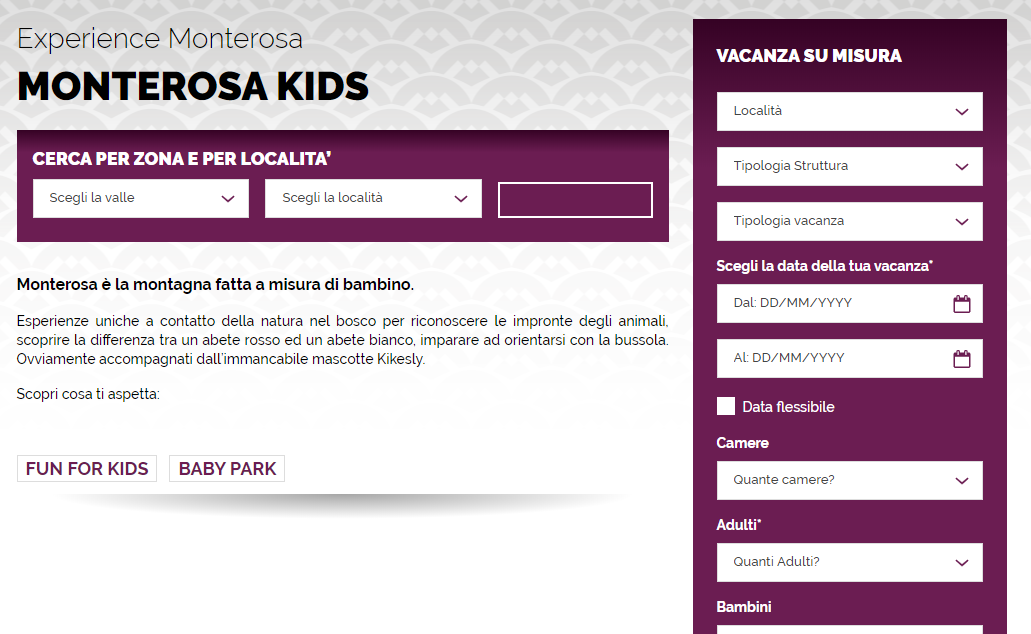 Experience Monterosa
MONTEROSA KIDS
CERCA PER ZONA E PER LOCALITA’
Scegli la valle
Scegli la località
Monterosa è la montagna fatta a misura di bambino.
Esperienze uniche a contatto della natura nel bosco per riconoscere le impronte degli animali,
scoprire la differenza tra un abete rosso ed un abete bianco, imparare ad orientarsi con la bussola.
Ovviamente accompagnati dall'immancabile mascotte Kikesly.
Scopri cosa ti aspetta:
FUN FOR KIDS
BABY PARK
VACANZA SU MISURA
Località
Tipologia Struttura
Tipologia vacanza
Scegli la data della tua vacanza*
Dal: DD/MM/YYYY
Al: DD/MM/YYYY
Data flessibile
Camere
Quante camere?
Adulti*
Quanti Adulti?
Bambini